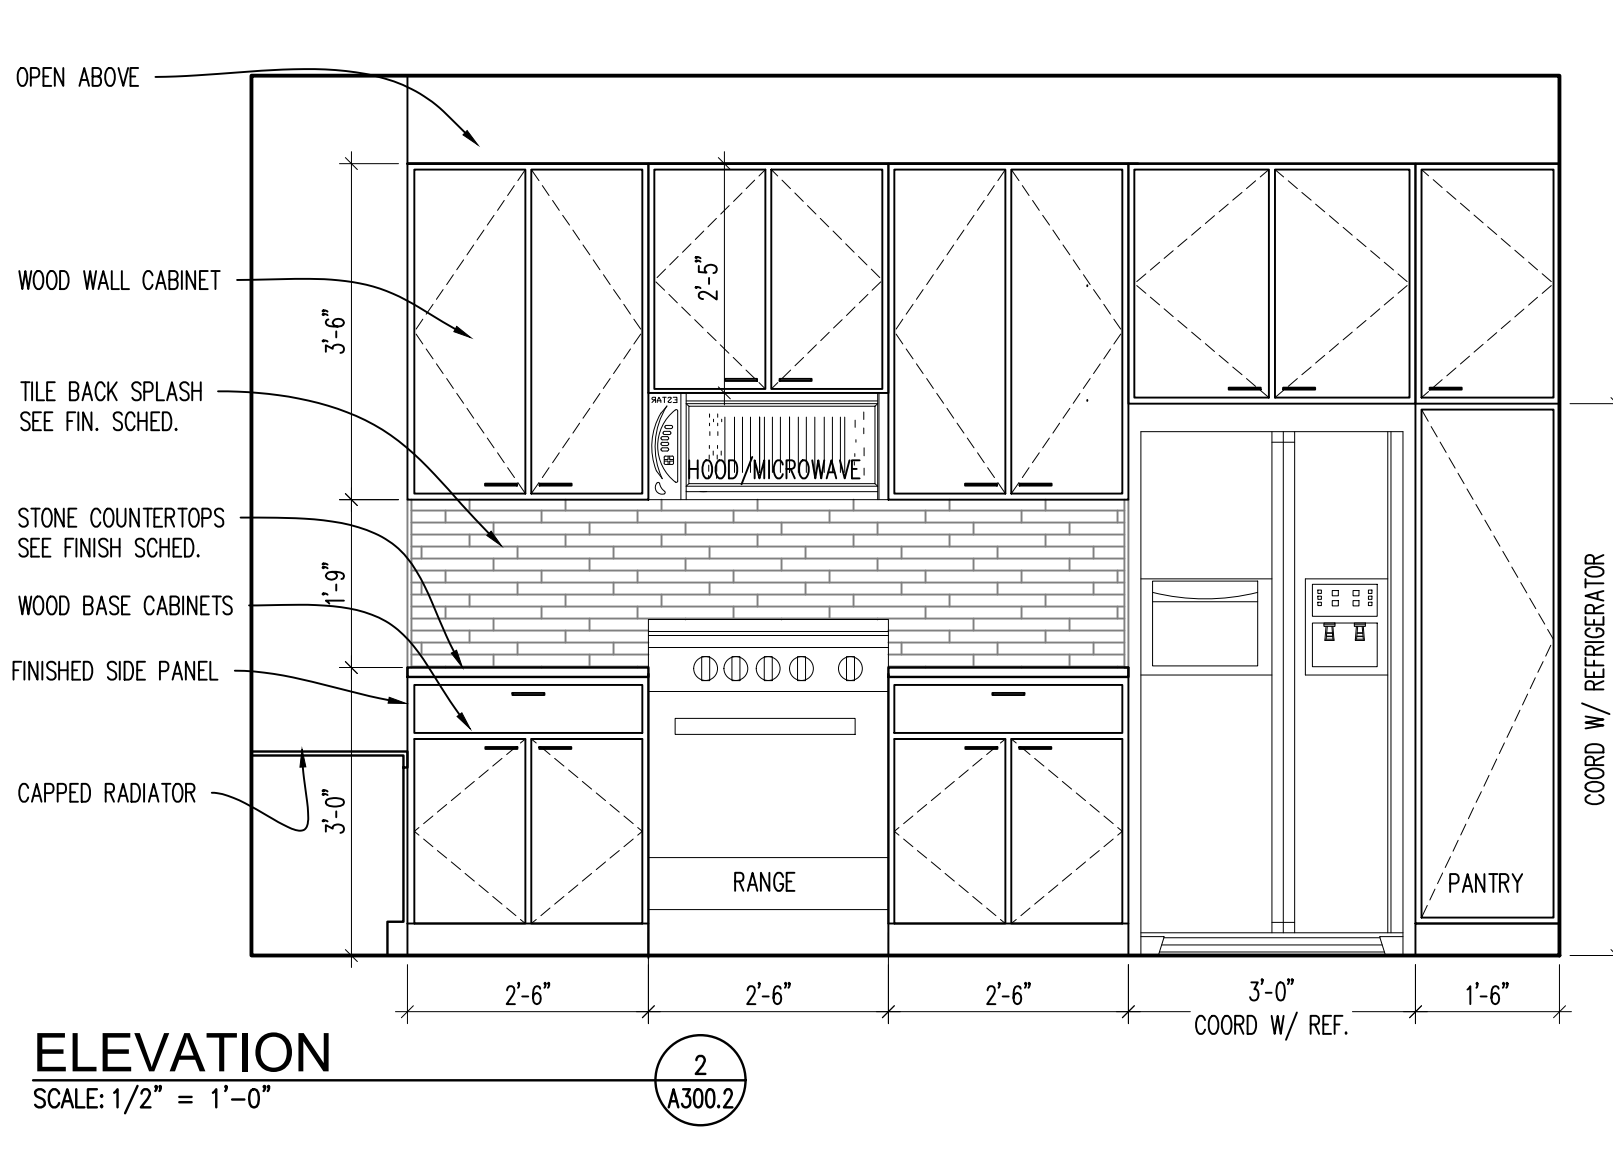 OPEN ABOVE
WOOD WALL CABINET
2'-5"
3'-6"
TILE BACK SPLASH
SEE FIN. SCHED.
ESTAR
HOOD/MICROWAVE
STONE COUNTERTOPS
SEE FINISH SCHED.
1'-9"
WOOD BASE CABINETS
FINISHED SIDE PANEL
COORD W/ REFRIGERATOR
CAPPED RADIATOR
3'-0"
RANGE
PANTRY
2'-6"
2'-6"
2'-6"
3'-0"
1'-6"
COORD W/ REF.
ELEVATION
SCALE: 1/2" = 1'-0"
2
A300.2